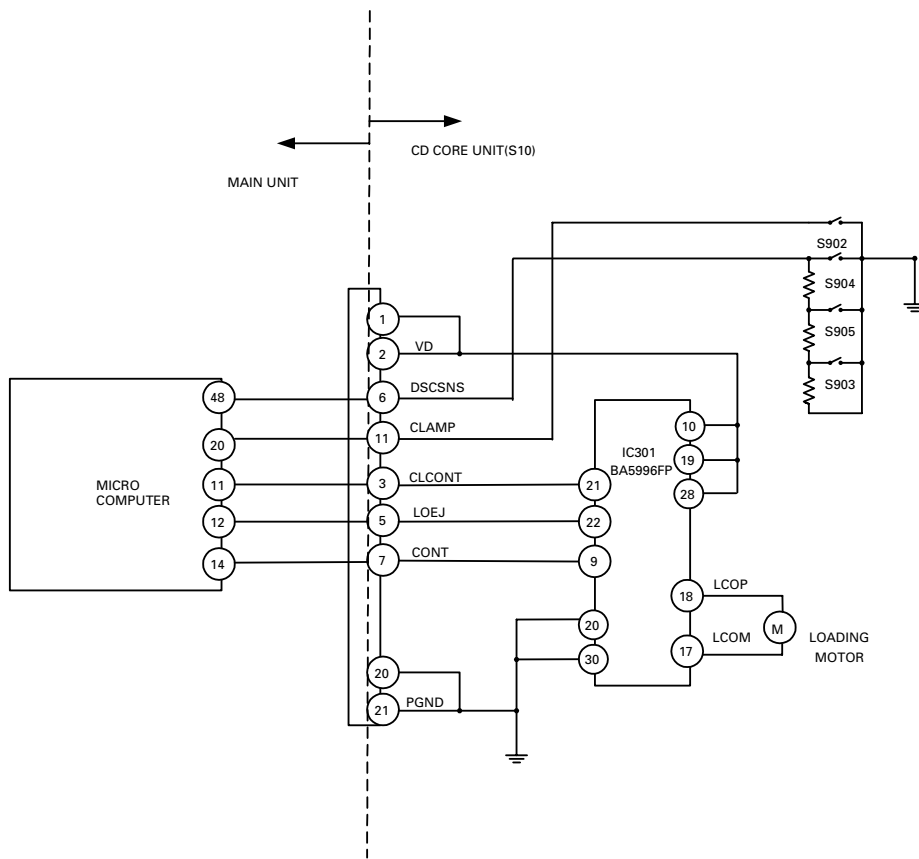 CD CORE UNIT(S10)
MAIN UNIT
S902
S904
S905
S903
1
2 VD
48
6 DSCSNS
20
11 CLAMP
10
IC301
BA5996FP
19
28
MICRO
COMPUTER
11
3 CLCONT
21
12
5 LOEJ
22
14
7 CONT
9
18 LCOP
20
M
LOADING
MOTOR
17 LCOM
30
20
21 PGND